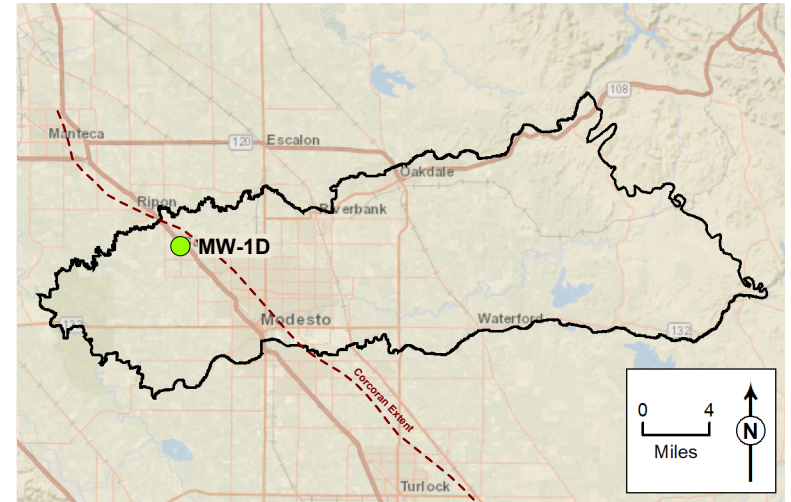 108
Manteca
120
Escalon
Oakdale
Ripon
Riverbank
MW-1D
132
Modesto
Waterford
132
Corcoran Extent
Turlock
0 4
Miles
N